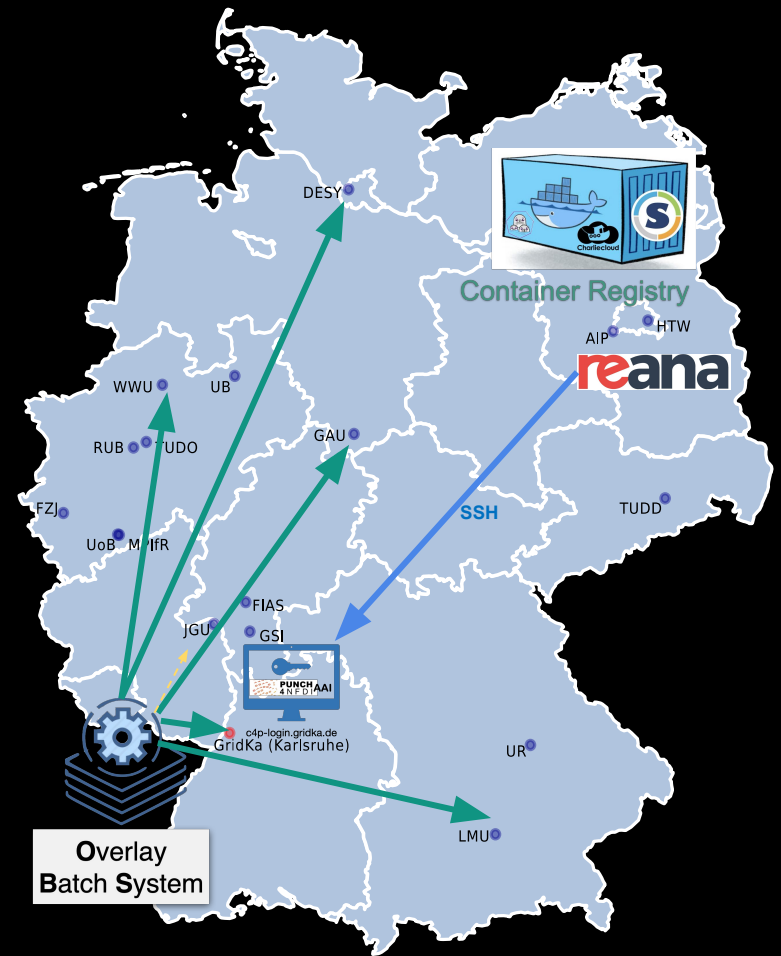 DESY
S
Charliecloud
Container Registry
HTW
AIP
reana
WWU
UB
GAU
RUB
TUDO
FZJ
TUDD
SSH
UoB
MPIfR
FIAS
JGU
GSI
PUNCH
4NFDI
AAI
c4p-login.gridka.de
GridKa (Karlsruhe)
UR
LMU
Overlay
Batch System